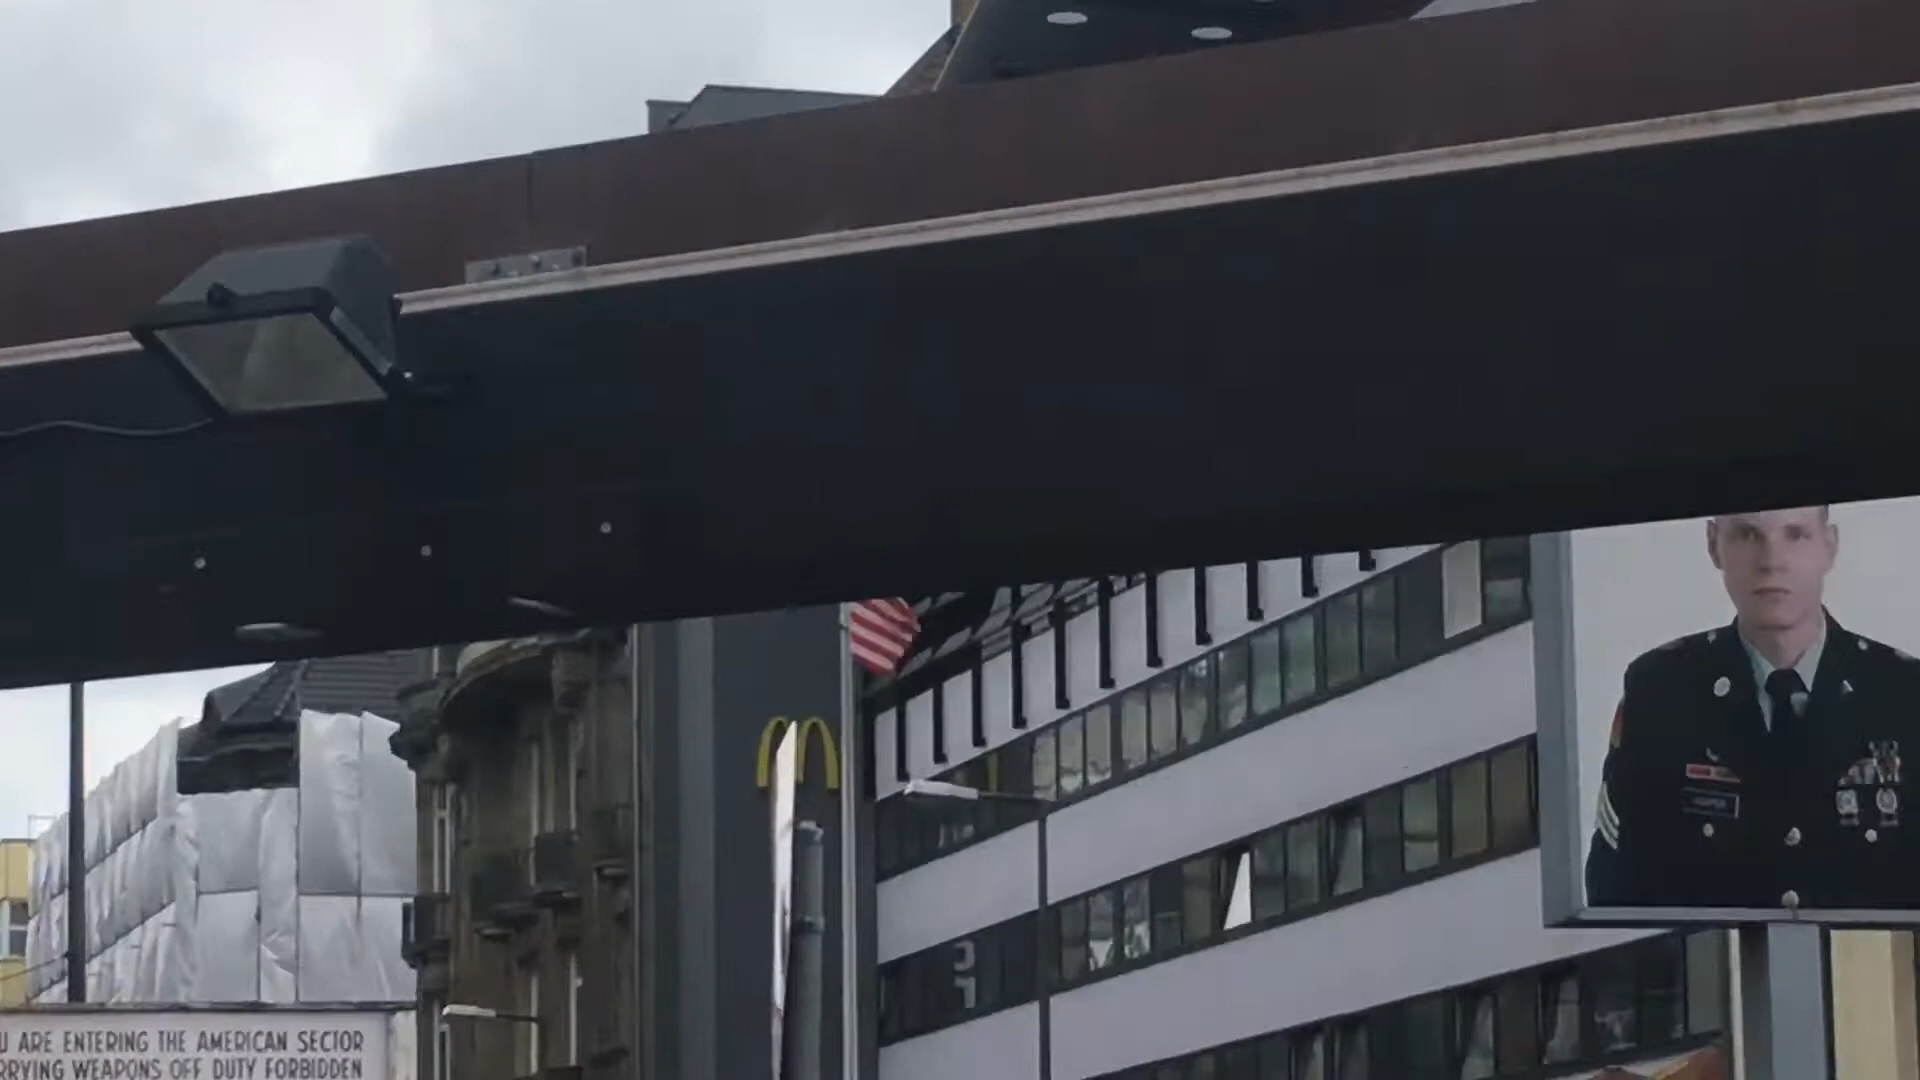 U ARE ENTERING THE AMERICAN SECTOR
RRYING WEAPONS OFF DUTY FORBIDDEN